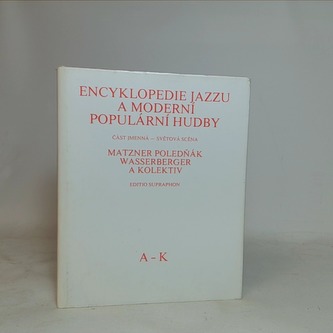 ENCYKLOPEDIE JAZZU
A MODERNÍ
POPULÁRNÍ HUDBY
ČÁST JMENNÁ — SVĚTOVÁ SCÉNA
MATZNER POLEDŇÁK
WASSERBERGER
A KOLEKTIV
EDITIO SUPRAPHON
A – K